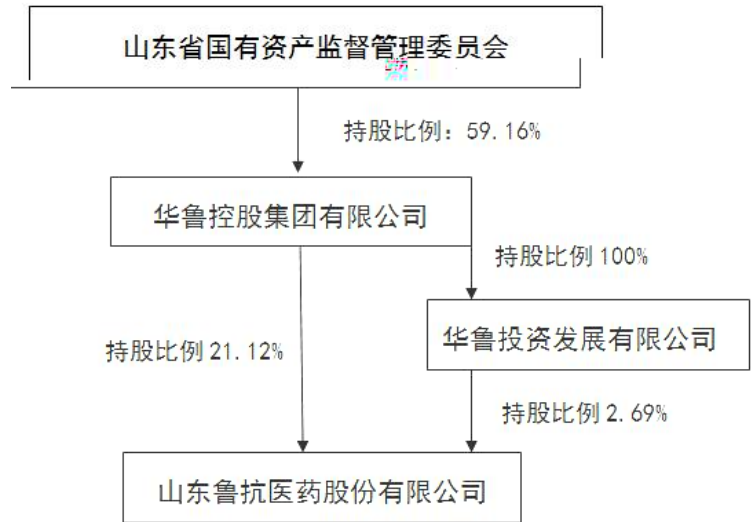 山东省国有资产监督管理委员会
持股比例：59.16%
华鲁控股集团有限公司
持股比例 100%
华鲁投资发展有限公司
持股比例 21.12%
持股比例 2.69%
山东鲁抗医药股份有限公司